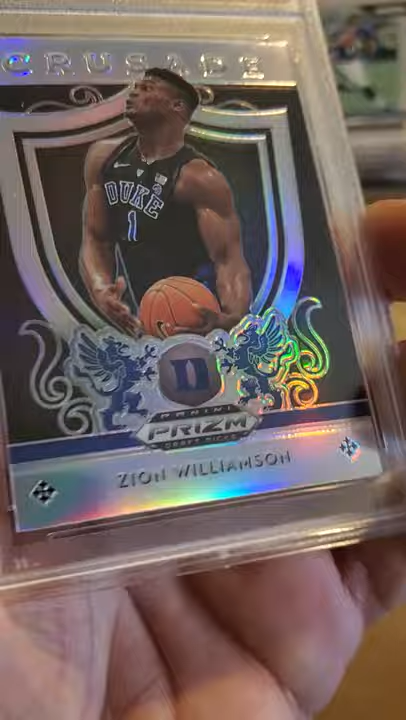 CRUSADE
DUKE
1
D
PANINI
PRIZM
DRAFT PICKS
ZION WILLIAMSON